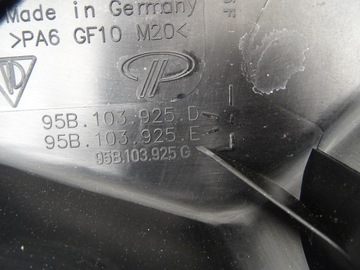 Made in Germany
>PA6 GF10 M20<
95B.103.925.D
95B.103.925.E
95B.103.925 G